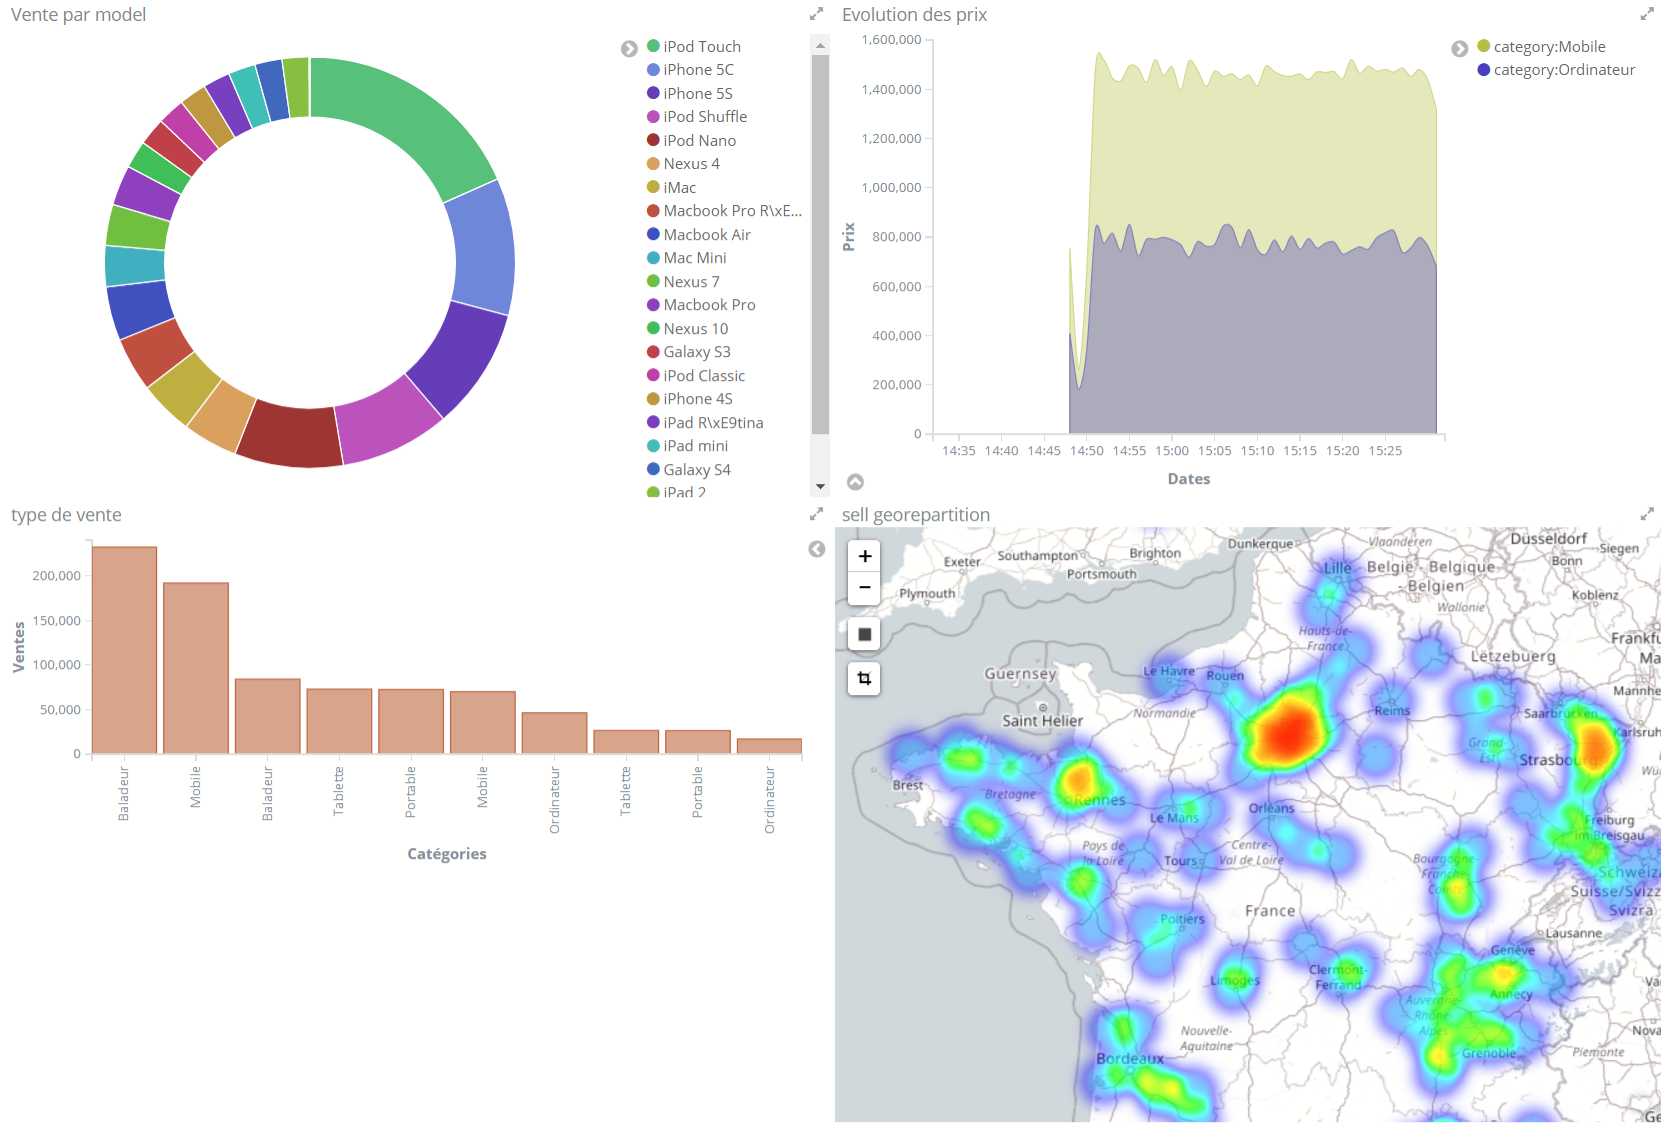 Vente par model
iPod Touch
iPhone 5C
iPhone 5S
iPod Shuffle
iPod Nano
Nexus 4
iMac
Macbook Pro R\xE...
Macbook Air
Mac Mini
Nexus 7
Macbook Pro
Nexus 10
Galaxy S3
iPod Classic
iPhone 4S
iPad R\xE9tina
iPad mini
Galaxy S4
iPad 2
Evolution des prix
category:Mobile
category:Ordinateur
1,600,000
1,400,000
1,200,000
1,000,000
800,000
600,000
400,000
200,000
0
Prix
14:35 14:40 14:45 14:50 14:55 15:00 15:05 15:10 15:15 15:20 15:25
Dates
type de vente
200,000
150,000
100,000
50,000
0
Ventes
Baladeur
Mobile
Baladeur
Tablette
Portable
Mobile
Ordinateur
Tablette
Portable
Ordinateur
Catégories
sell georepartition
+
−
Exeter
Southampton
Brighton
Portsmouth
Plymouth
Dunkerque
Vlaanderen
Düsseldorf
Siegen
Bonn
Lille
België - Belgique
- Belgien
Koblenz
Wallonie
Hauts-de-
France
Frankfu
Ma
Lëtzebuerg
Guernsey
Le Havre
Rouen
Mannhe
Saint Helier
Normandie
Reims
Saarbrücken
Karlsruh
Grand-
Est
Strasbourg
Wü
Brest
Bretagne
Rennes
Le Mans
Orléans
Freiburg
im Breisgau
Pays de
la Loire
Tours
Centre-
Val de Loire
Bourgogne-
Franche-
Comté
Schweiz/
Suisse/Svizz
Svizra
Poitiers
France
Lausanne
Genève
Limoges
Clermont-
Ferrand
Annecy
Va
Auvergne-
Rhône-
Alpes
Nouvelle-
Aquitaine
Nova
Bordeaux
Grenoble
Piemonte
Ge